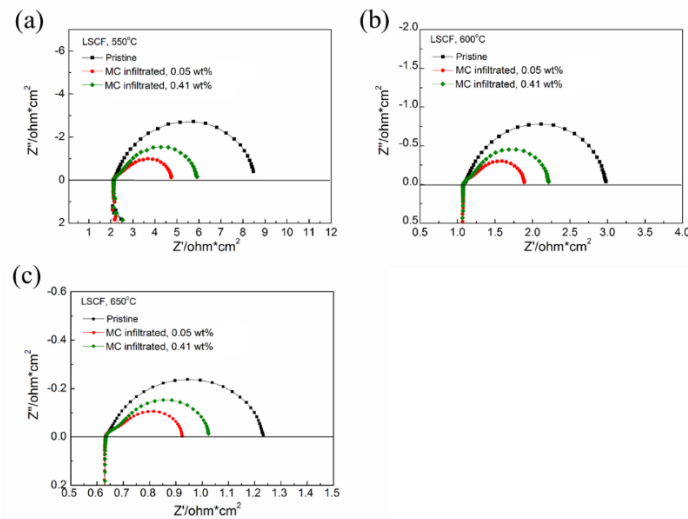 (a)
LSCF, 550°C
Pristine
MC infiltrated, 0.05 wt%
MC infiltrated, 0.41 wt%
-6
-4
-2
0
2
Z''/ohm*cm²
1 2 3 4 5 6 7 8 9 10 11 12
Z'/ohm*cm²
(b)
LSCF, 600°C
Pristine
MC infiltrated, 0.05 wt%
MC infiltrated, 0.41 wt%
-2.0
-1.5
-1.0
-0.5
0.0
0.5
Z''/ohm*cm²
0.5 1.0 1.5 2.0 2.5 3.0 3.5 4.0
Z'/ohm*cm²
(c)
LSCF, 650°C
Pristine
MC infiltrated, 0.05 wt%
MC infiltrated, 0.41 wt%
-0.6
-0.4
-0.2
0.0
0.2
Z''/ohm*cm²
0.5 0.6 0.7 0.8 0.9 1.0 1.1 1.2 1.3 1.4 1.5
Z'/ohm*cm²